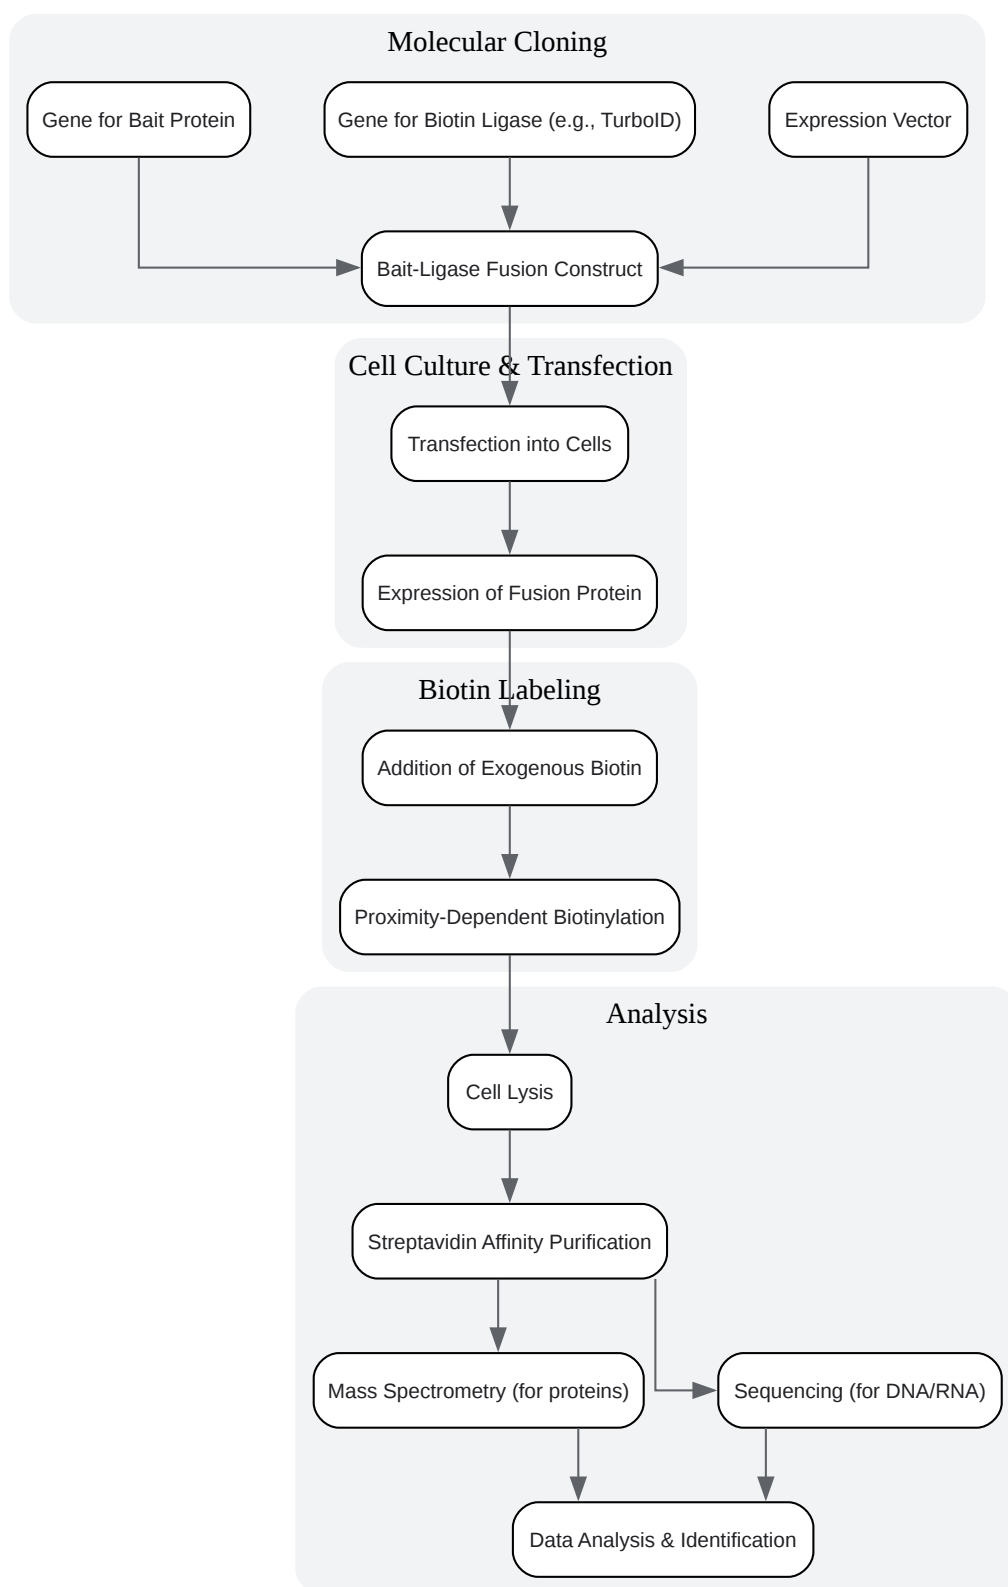 Molecular Cloning
Gene for Bait Protein
Gene for Biotin Ligase (e.g., TurboID)
Expression Vector
Bait-Ligase Fusion Construct
Cell Culture & Transfection
Transfection into Cells
Expression of Fusion Protein
Biotin Labeling
Addition of Exogenous Biotin
Proximity-Dependent Biotinylation
Analysis
Cell Lysis
Streptavidin Affinity Purification
Mass Spectrometry (for proteins)
Sequencing (for DNA/RNA)
Data Analysis & Identification